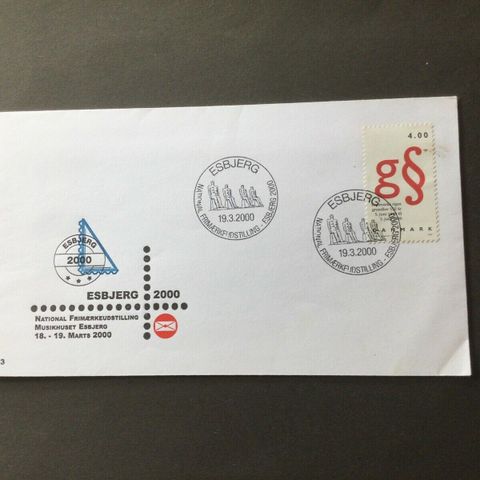 ESBJERG
19.3.2000
NATIONAL FRIMÆRKEUDSTILLING - ESBJERG 2000
ESBJERG
19.3.2000
NATIONAL FRIMÆRKEUDSTILLING - ESBJERG 2000
4.00
g§
DANMARK
ESBJERG
2000
ESBJERG 2000
NATIONAL FRIMÆRKEUDSTILLING
MUSIKHUSET ESBJERG
18. - 19. MARTS 2000
3